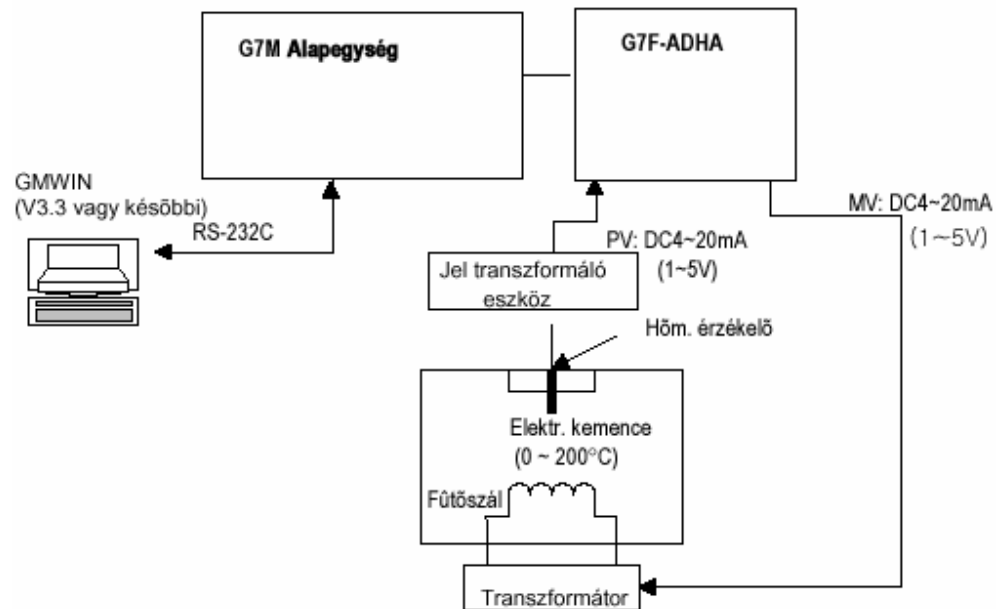 G7M Alapegység
G7F-ADHA
GMWIN
(V3.3 vagy késõbbi)
RS-232C
MV: DC4~20mA
(1~5V)
PV: DC4~20mA
(1~5V)
Jel transzformáló
eszköz
Hõm. érzékelõ
Elektr. kemence
(0 ~ 200°C)
Fûtõszál
Transzformátor